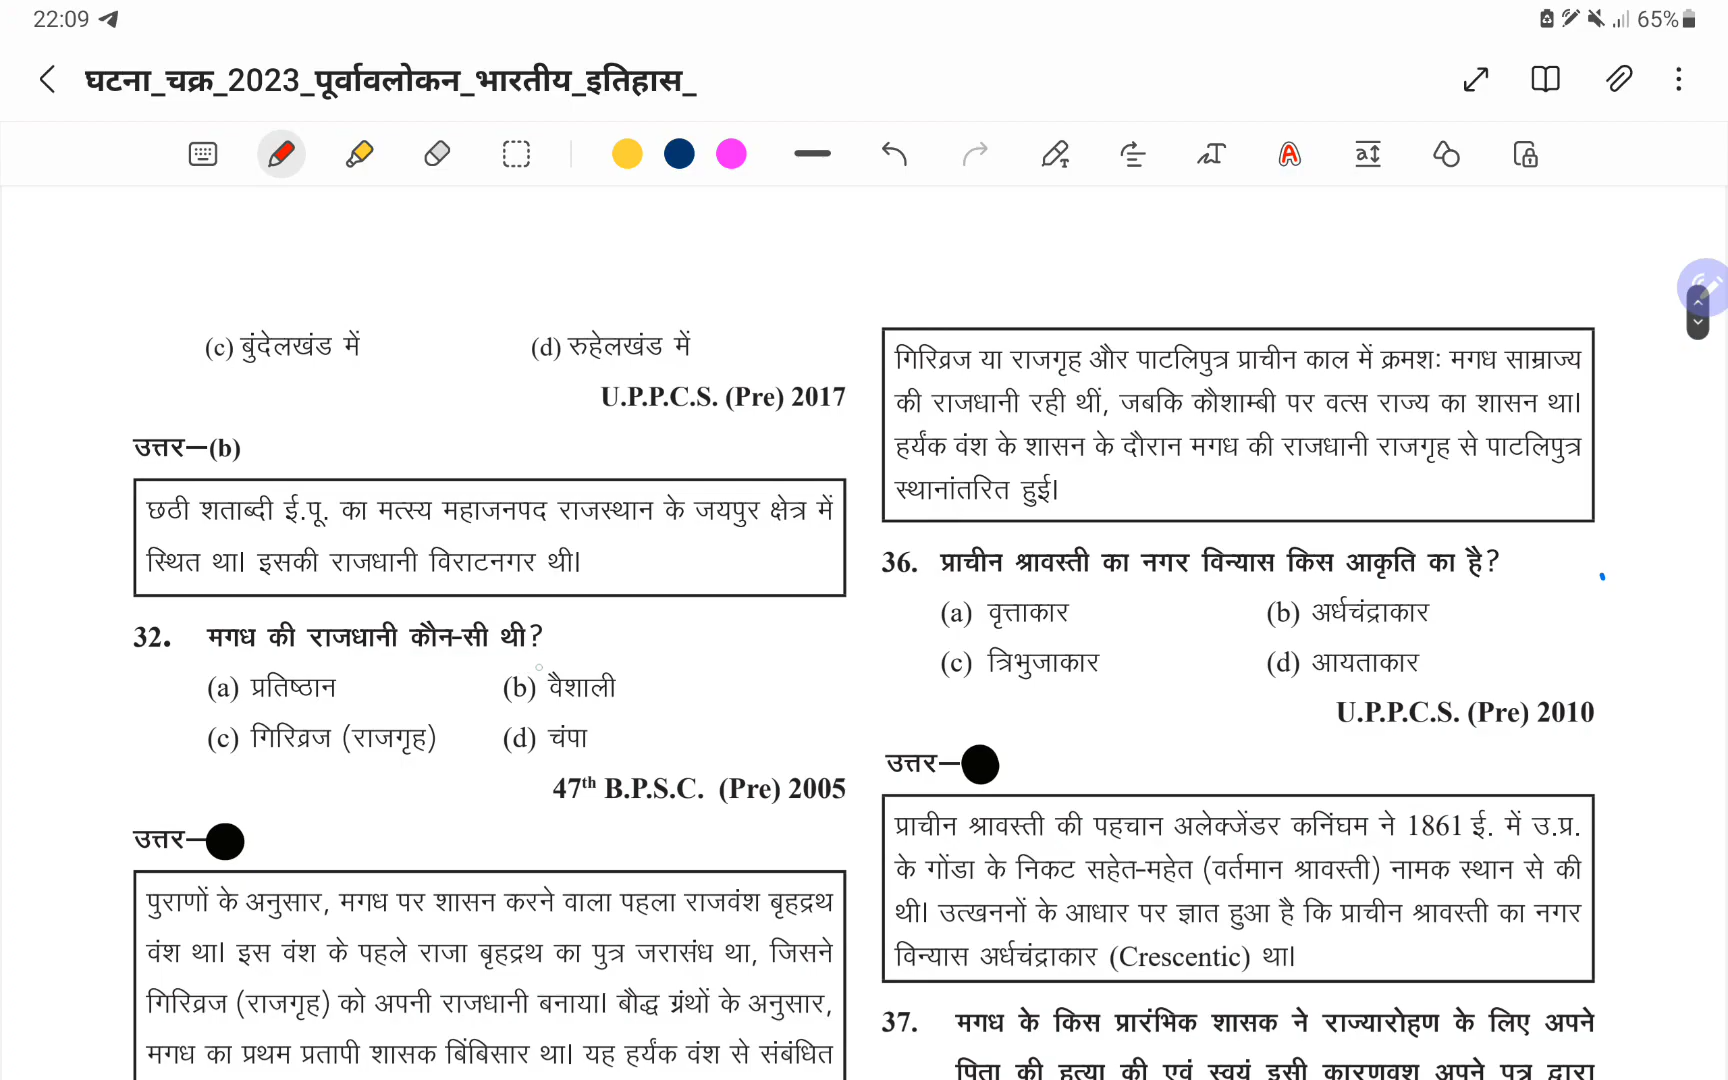 22:09
65%
घटना_चक्र_2023_पूर्वावलोकन_भारतीय_इतिहास_
(c) बुंदेलखंड में (d) रुहेलखंड में
U.P.P.C.S. (Pre) 2017
उत्तर—(b)
छठी शताब्दी ई.पू. का मत्स्य महाजनपद राजस्थान के जयपुर क्षेत्र में
स्थित था। इसकी राजधानी विराटनगर थी।
32. मगध की राजधानी कौन-सी थी?
(a) प्रतिष्ठान (b) वैशाली
(c) गिरिव्रज (राजगृह) (d) चंपा
47th B.P.S.C. (Pre) 2005
उत्तर—
पुराणों के अनुसार, मगध पर शासन करने वाला पहला राजवंश बृहद्रथ
वंश था। इस वंश के पहले राजा बृहद्रथ का पुत्र जरासंध था, जिसने
गिरिव्रज (राजगृह) को अपनी राजधानी बनाया। बौद्ध ग्रंथों के अनुसार,
मगध का प्रथम प्रतापी शासक बिंबिसार था। यह हर्यंक वंश से संबंधित
गिरिव्रज या राजगृह और पाटलिपुत्र प्राचीन काल में क्रमशः मगध साम्राज्य
की राजधानी रही थीं, जबकि कौशाम्बी पर वत्स राज्य का शासन था।
हर्यंक वंश के शासन के दौरान मगध की राजधानी राजगृह से पाटलिपुत्र
स्थानांतरित हुई।
36. प्राचीन श्रावस्ती का नगर विन्यास किस आकृति का है?
(a) वृत्ताकार (b) अर्धचंद्राकार
(c) त्रिभुजाकार (d) आयताकार
U.P.P.C.S. (Pre) 2010
उत्तर—
प्राचीन श्रावस्ती की पहचान अलेक्जेंडर कनिंघम ने 1861 ई. में उ.प्र.
के गोंडा के निकट सहेत-महेत (वर्तमान श्रावस्ती) नामक स्थान से की
थी। उत्खननों के आधार पर ज्ञात हुआ है कि प्राचीन श्रावस्ती का नगर
विन्यास अर्धचंद्राकार (Crescentic) था।
37. मगध के किस प्रारंभिक शासक ने राज्यारोहण के लिए अपने
पिता की हत्या की एवं स्वयं इसी कारणवश अपने पुत्र द्वारा